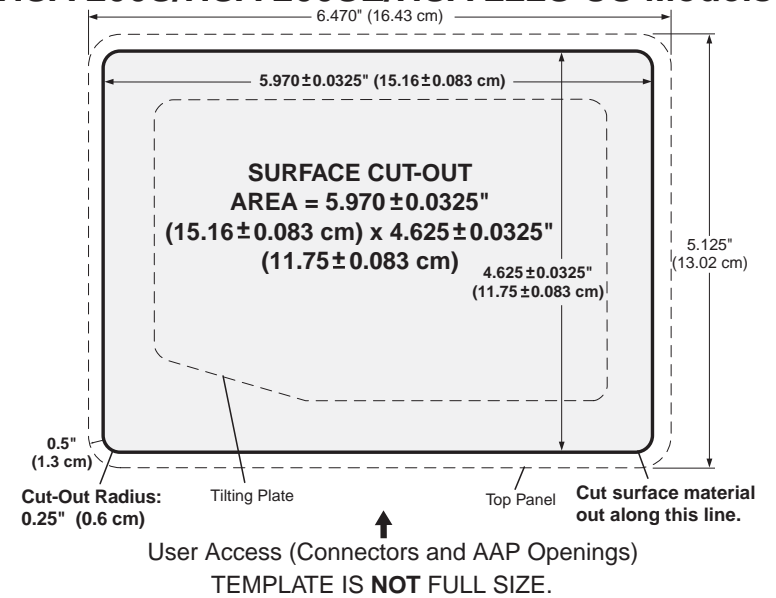 6.470" (16.43 cm)
5.970±0.0325" (15.16±0.083 cm)
SURFACE CUT-OUT
AREA = 5.970±0.0325"
(15.16±0.083 cm) x 4.625±0.0325"
(11.75±0.083 cm)
4.625±0.0325"
(11.75±0.083 cm)
5.125"
(13.02 cm)
0.5"
(1.3 cm)
Cut-Out Radius:
0.25" (0.6 cm)
Tilting Plate
Top Panel
Cut surface material
out along this line.
User Access (Connectors and AAP Openings)
TEMPLATE IS NOT FULL SIZE.